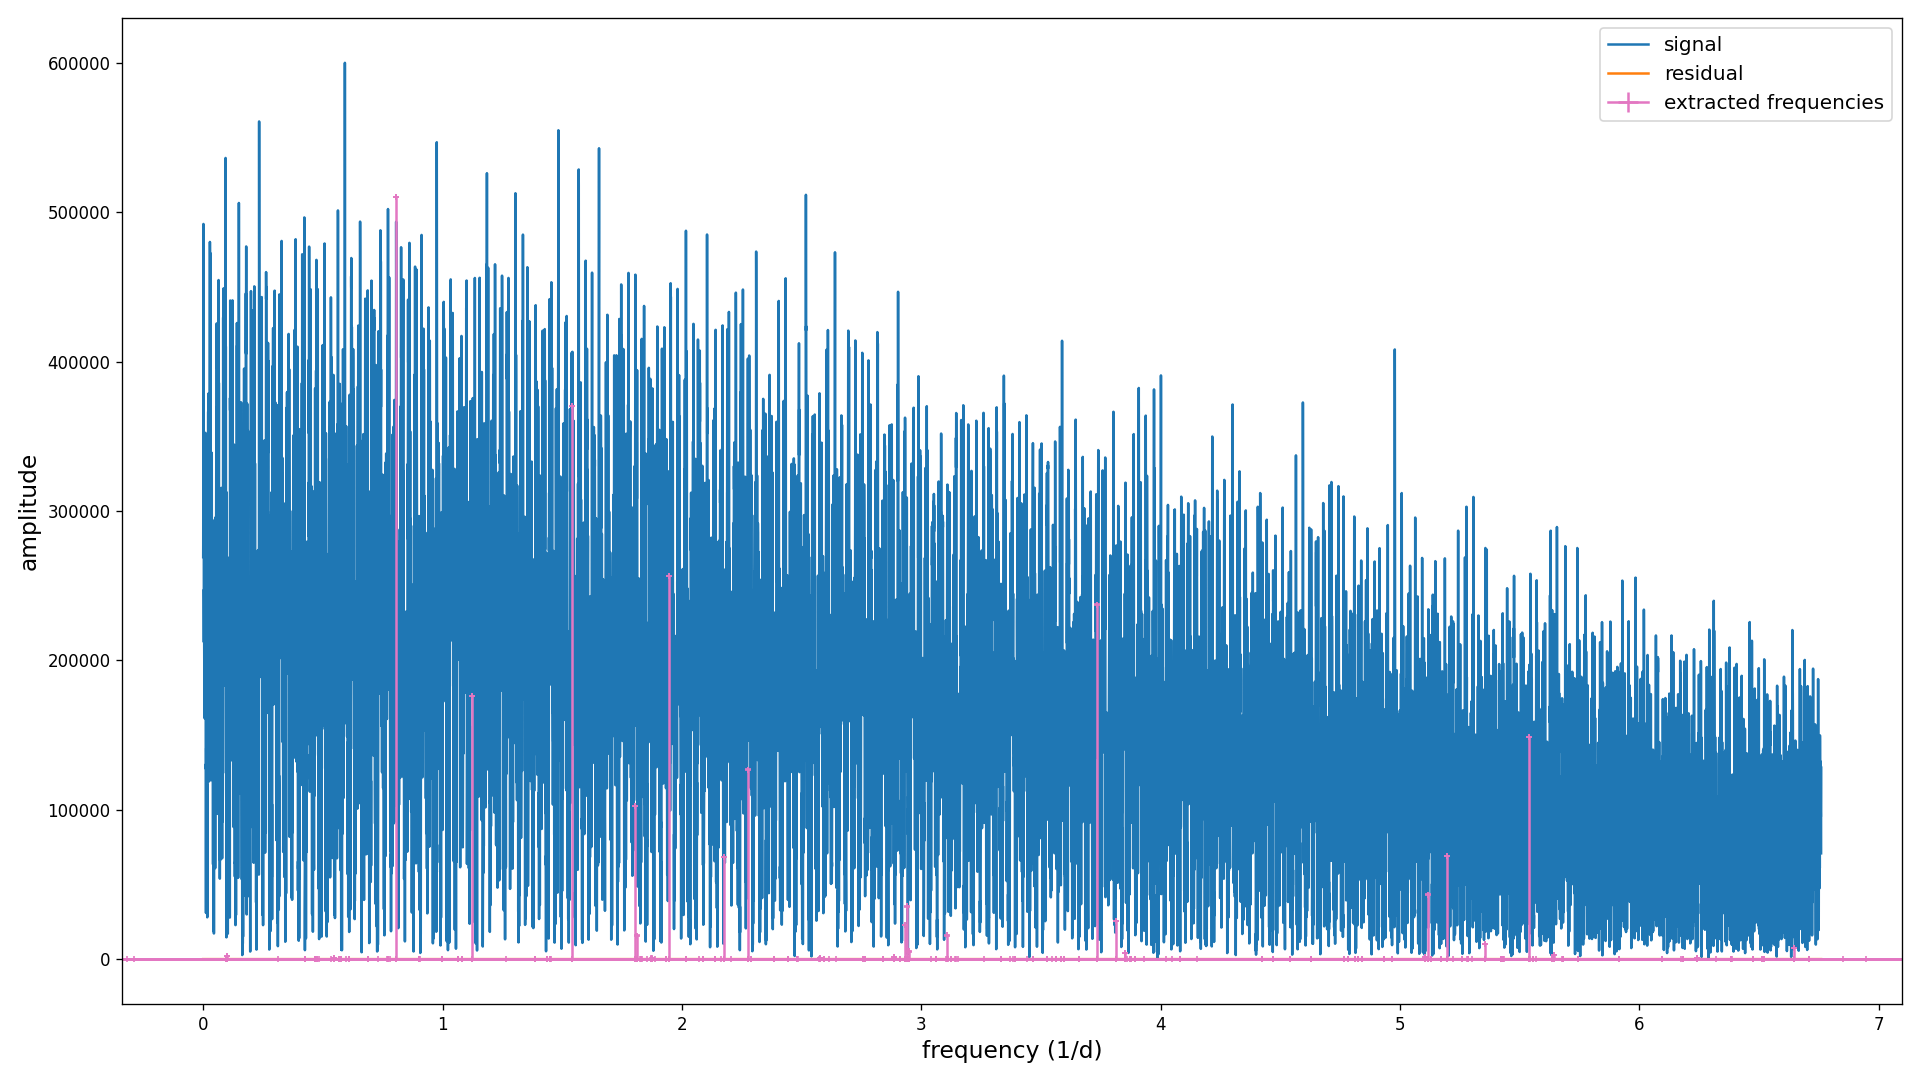 signal
residual
extracted frequencies
600000
500000
400000
300000
200000
100000
0
amplitude
0 1 2 3 4 5 6 7
frequency (1/d)